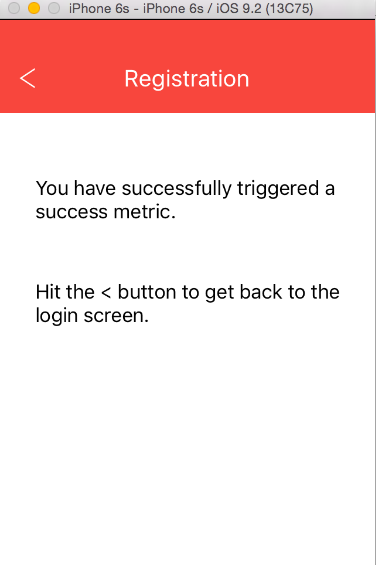 iPhone 6s - iPhone 6s / iOS 9.2 (13C75)
< Registration
You have successfully triggered a
success metric.
Hit the < button to get back to the
login screen.